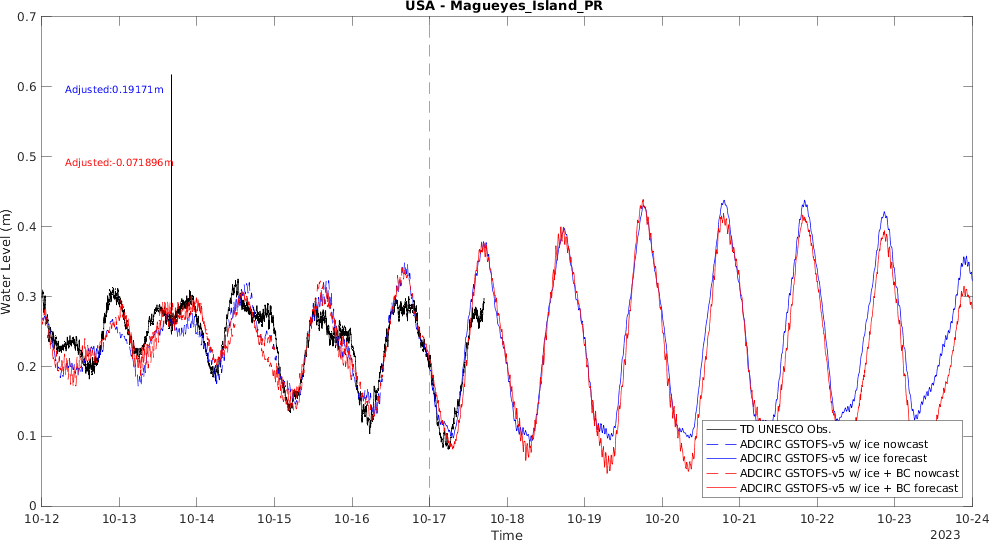 USA - Magueyes_Island_PR
Water Level (m)
0.7
0.6
0.5
0.4
0.3
0.2
0.1
0
Adjusted:0.19171m
Adjusted:-0.071896m
TD UNESCO Obs.
ADCIRC GSTOFS-v5 w/ ice nowcast
ADCIRC GSTOFS-v5 w/ ice forecast
ADCIRC GSTOFS-v5 w/ ice + BC nowcast
ADCIRC GSTOFS-v5 w/ ice + BC forecast
10-12 10-13 10-14 10-15 10-16 10-17 10-18 10-19 10-20 10-21 10-22 10-23 10-24
Time
2023